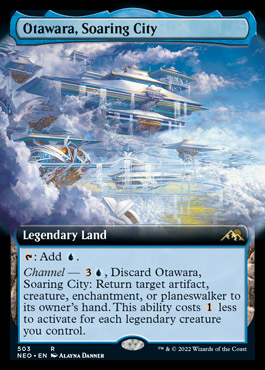 Otawara, Soaring City
Legendary Land
: Add .
Channel — 3, Discard Otawara,
Soaring City: Return target artifact,
creature, enchantment, or planeswalker to
its owner's hand. This ability costs 1 less
to activate for each legendary creature
you control.
503 R
NEO • EN ALAYNA DANNER
™ & © 2022 Wizards of the Coast